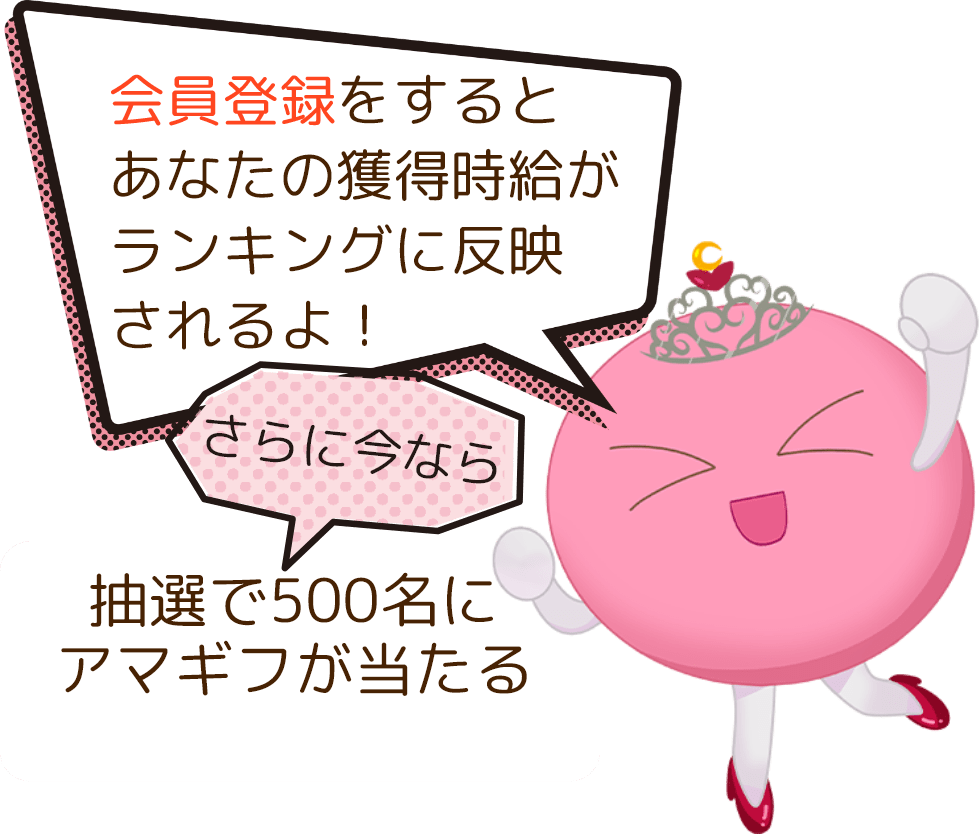 会員登録をすると
あなたの獲得時給が
ランキングに反映
されるよ！
さらに今なら
抽選で500名に
アマギフが当たる